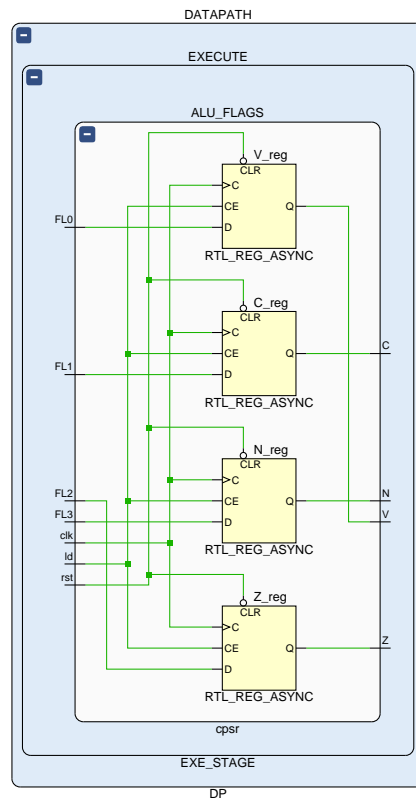 DATAPATH
EXECUTE
ALU_FLAGS
V_reg
CLR
C
CE Q
FL0 D
RTL_REG_ASYNC
C_reg
CLR
C
CE Q C
FL1 D
RTL_REG_ASYNC
N_reg
CLR
C
FL2 CE Q N
FL3 D V
clk RTL_REG_ASYNC
ld
rst
Z_reg
CLR
C
CE Q Z
D
RTL_REG_ASYNC
cpsr
EXE_STAGE
DP